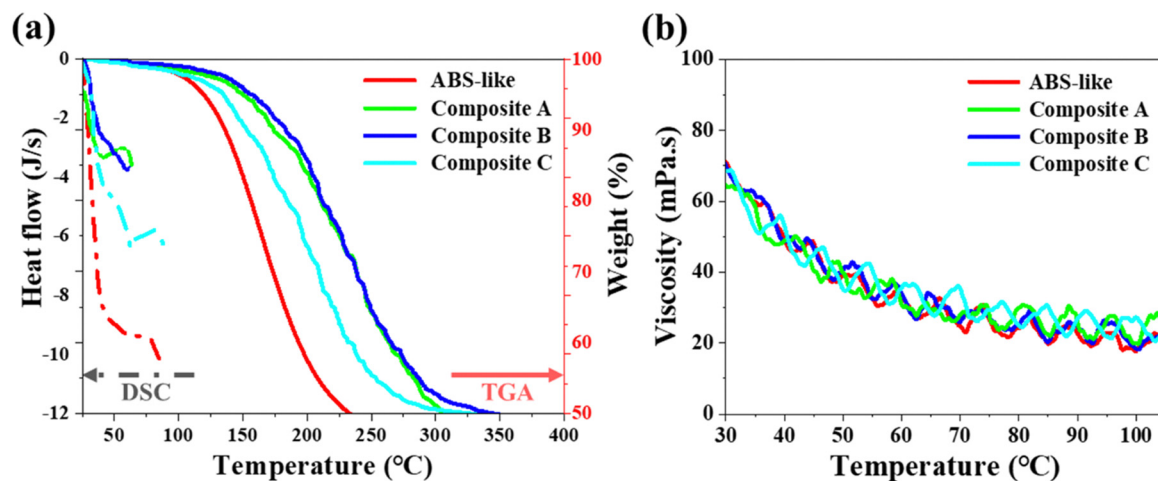 (a)
0
-2
-4
-6
-8
-10
-12
Heat flow (J/s)
ABS-like
Composite A
Composite B
Composite C
DSC
TGA
100
90
80
70
60
50
Weight (%)
50 100 150 200 250 300 350 400
Temperature (℃)
(b)
100
80
60
40
20
0
Viscosity (mPa.s)
ABS-like
Composite A
Composite B
Composite C
30 40 50 60 70 80 90 100
Temperature (℃)